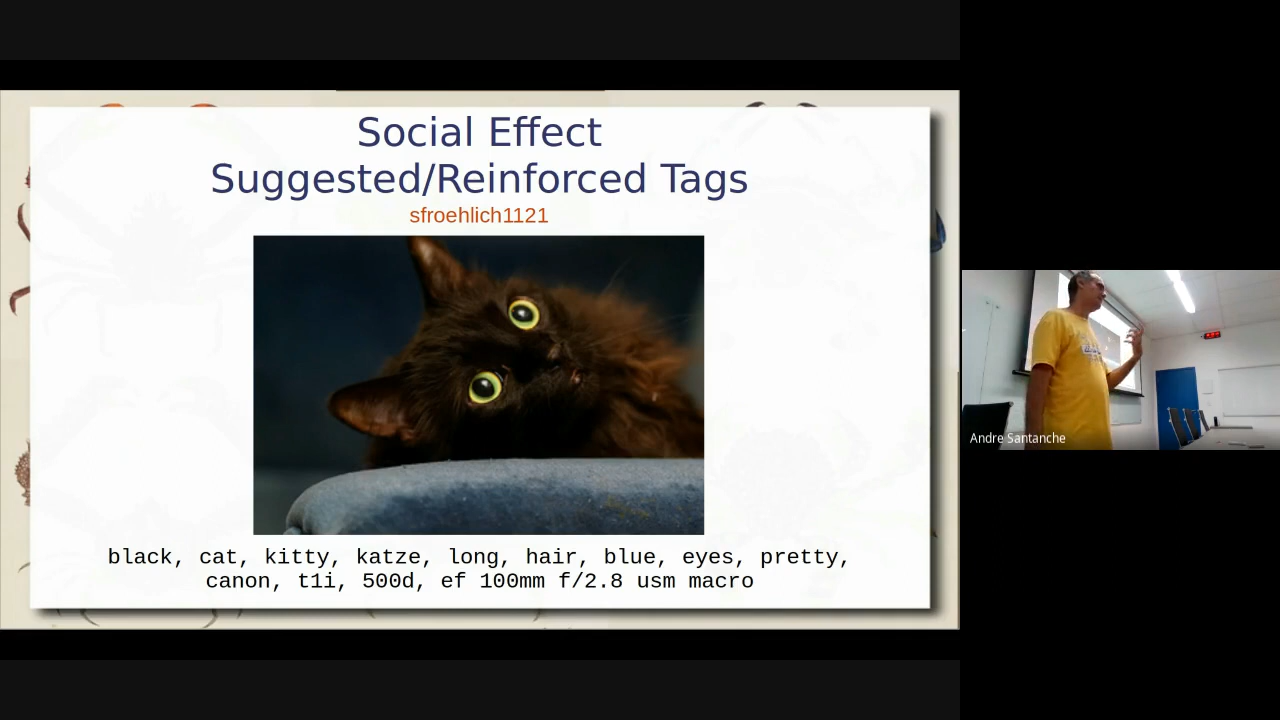 Social Effect
Suggested/Reinforced Tags
sfroehlich1121
black, cat, kitty, katze, long, hair, blue, eyes, pretty,
canon, t1i, 500d, ef 100mm f/2.8 usm macro
Andre Santanche